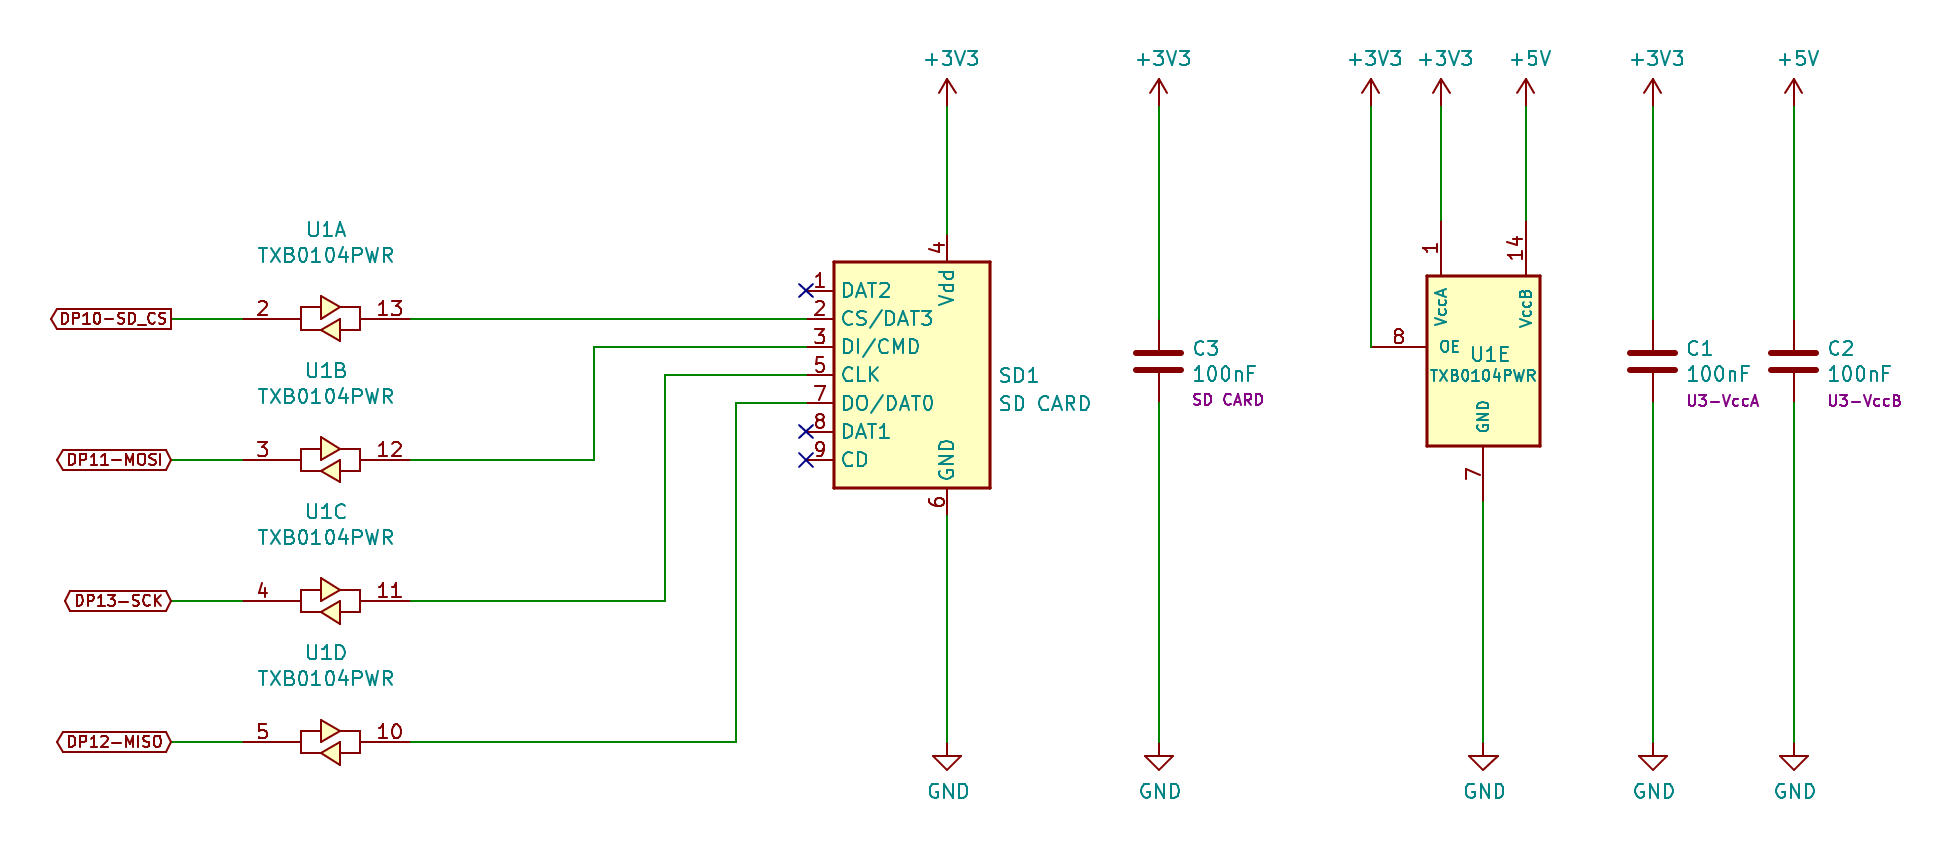 +3V3
+3V3
+3V3
+3V3
+5V
+3V3
+5V
U1A
TXB0104PWR
DP10-SD_CS
2
13
U1B
TXB0104PWR
DP11-MOSI
3
12
U1C
TXB0104PWR
DP13-SCK
4
11
U1D
TXB0104PWR
DP12-MISO
5
10
4
Vdd
1
DAT2
2
CS/DAT3
3
DI/CMD
5
CLK
7
DO/DAT0
8
DAT1
9
CD
GND
6
SD1
SD CARD
GND
C3
100nF
SD CARD
GND
1
14
VccA
VccB
8
OE
U1E
TXB0104PWR
GND
7
GND
C1
100nF
U3-VccA
GND
C2
100nF
U3-VccB
GND